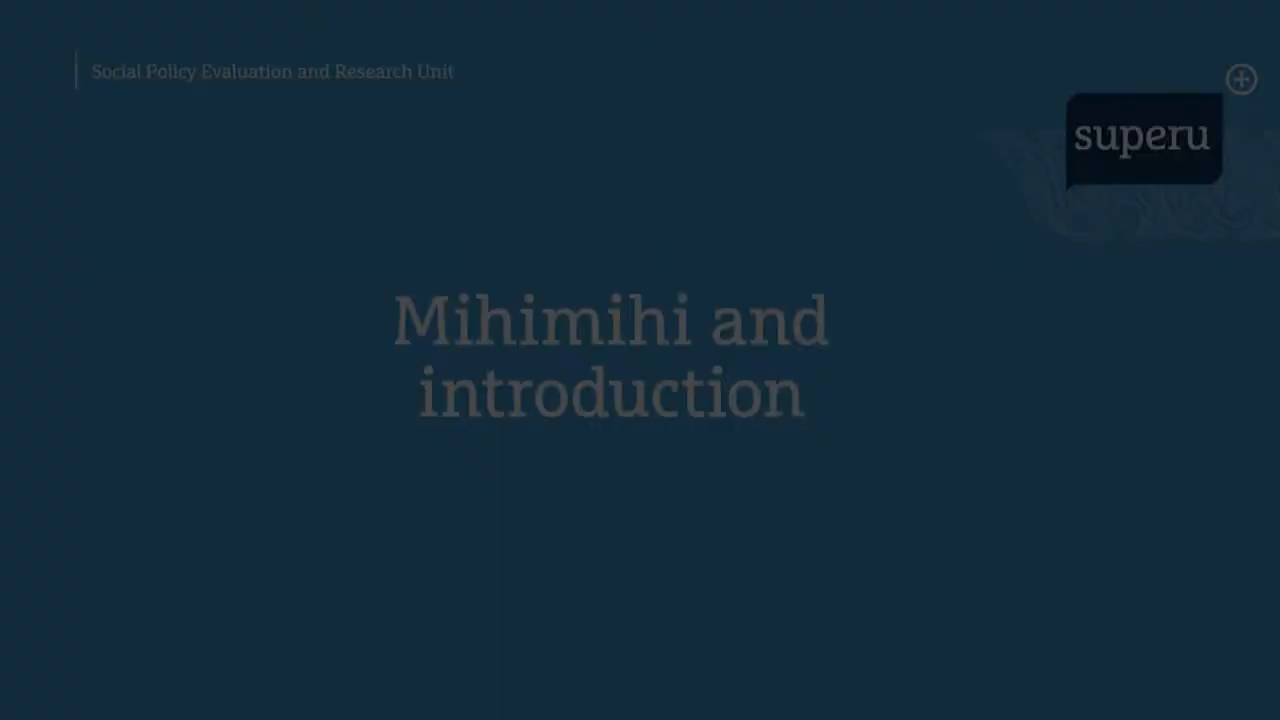 Social Policy Evaluation and Research Unit
superu
Mihimihi and
introduction